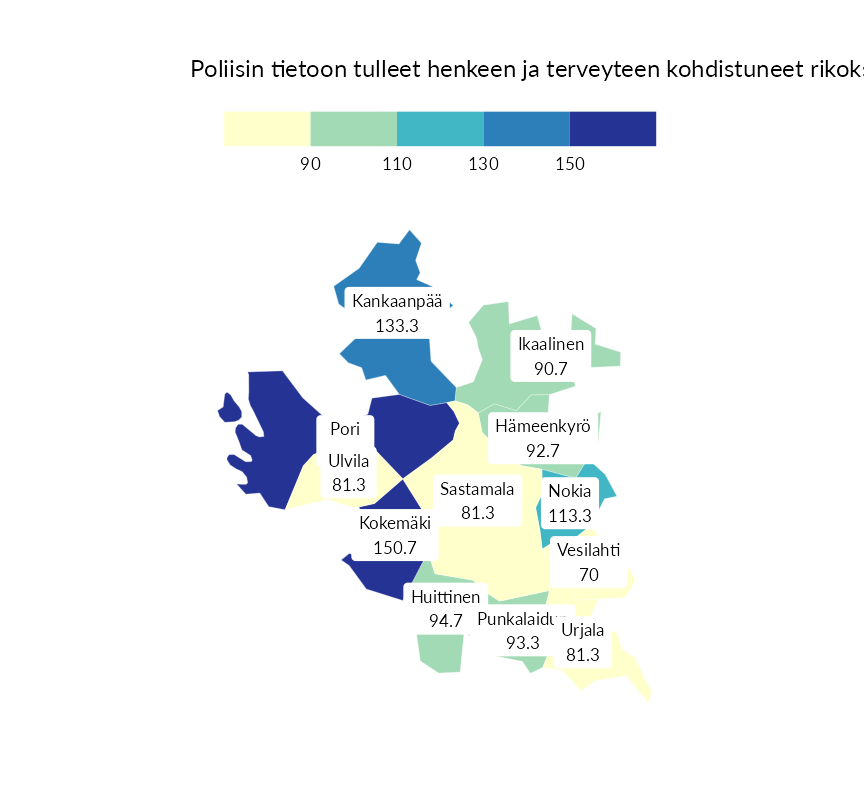 Poliisin tietoon tulleet henkeen ja terveyteen kohdistuneet
90 110 130 150
Kankaanpää
133.3
Ikaalinen
90.7
Hämeenkyrö
92.7
Pori
Ulvila
81.3
Sastamala
81.3
Nokia
113.3
Kokemäki
150.7
Vesilahti
70
Huittinen
94.7
93.3
Urjala
81.3